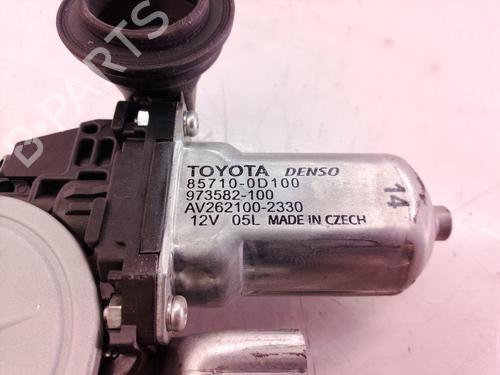 TOYOTA DENSO
85710-0D100
973582-100
AV262100-2330
12V 05L MADE IN CZECH
14
B-PARTS